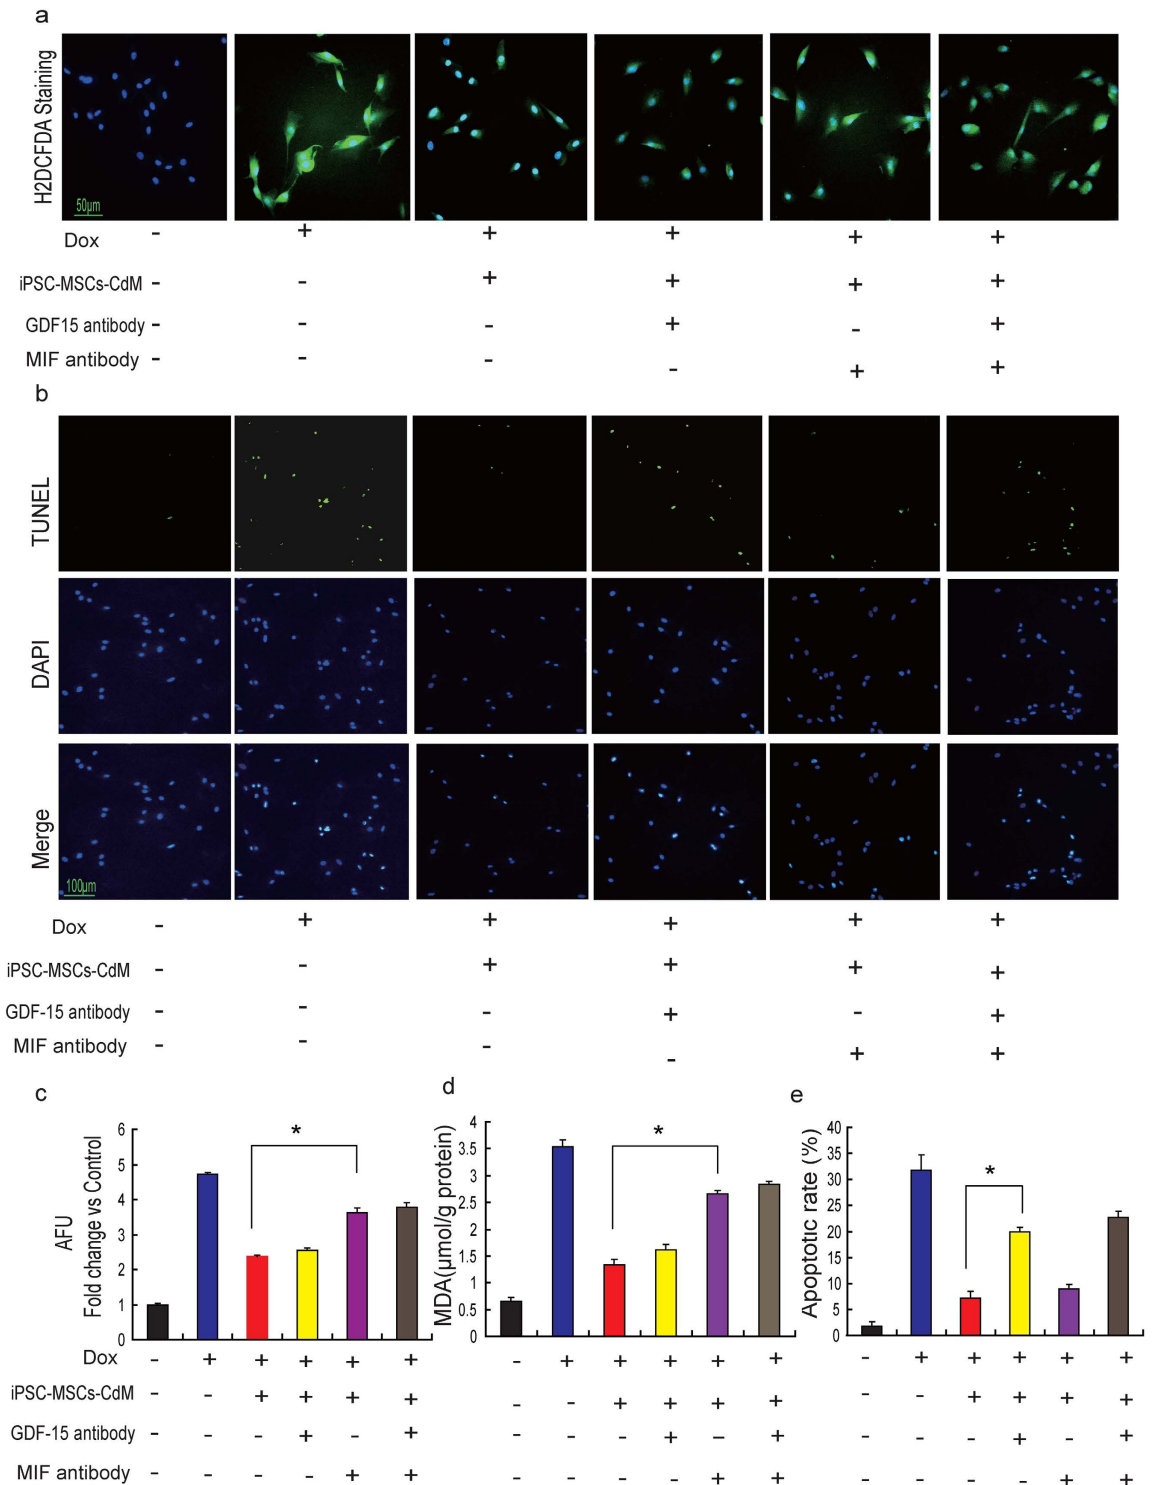 a
H2DCFDA Staining
50µm
Dox - + + + + +
iPSC-MSCs-CdM - - + + + +
GDF15 antibody - - - + - +
MIF antibody - - - - + +
b
TUNEL
DAPI
Merge
100µm
Dox - + + + + +
iPSC-MSCs-CdM - - + + + +
GDF-15 antibody - - - + - +
MIF antibody - - - - + +
c
AFU
Fold change vs Control
6
5
4
3
2
1
0
*
Dox - + + + + +
iPSC-MSCs-CdM - - + + + +
GDF-15 antibody - - - + - +
MIF antibody - - - - + +
d
MDA(µmol/g protein)
4
3.5
3
2.5
2
1.5
1
0.5
0
*
- + + + + +
- - + + + +
- - - + – +
- - - - + +
e
Apoptotic rate (%)
40
35
30
25
20
15
10
5
0
*
- + + + + +
- - + + + +
- - - + - +
- - - - + +